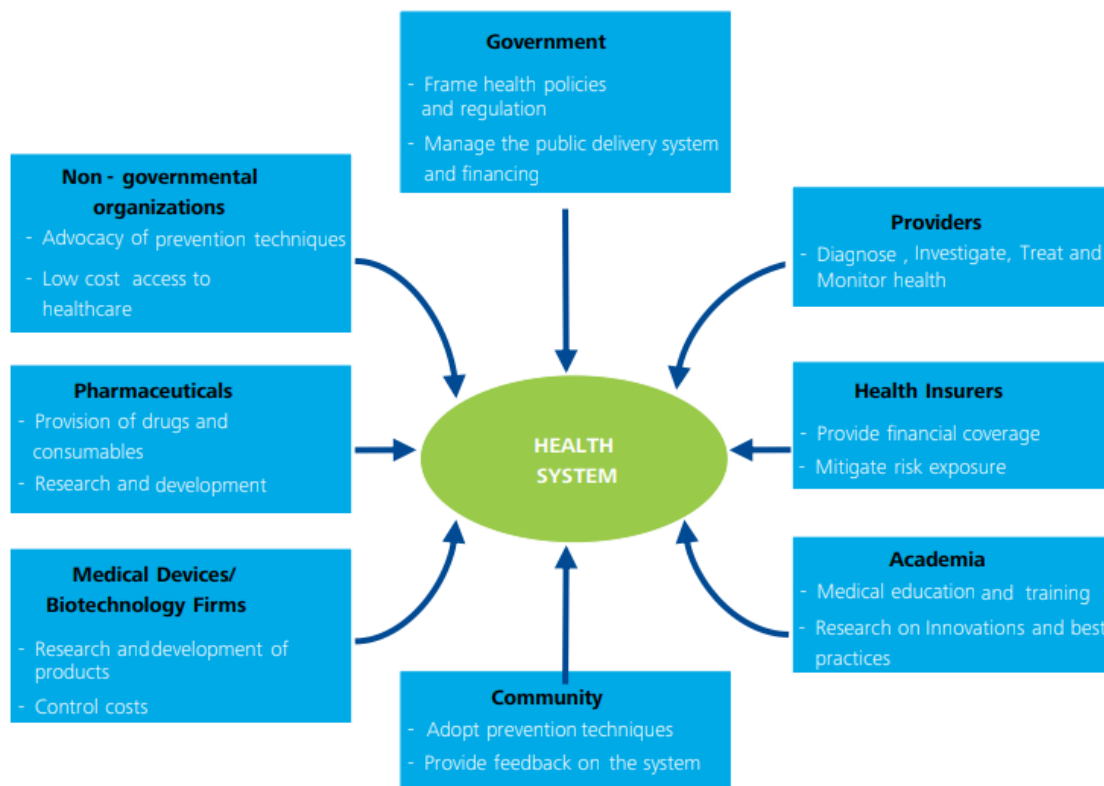 Government
- Frame health policies
and regulation
- Manage the public delivery system
and financing
Non - governmental
organizations
- Advocacy of prevention techniques
- Low cost access to
healthcare
Providers
- Diagnose , Investigate, Treat and
Monitor health
Pharmaceuticals
- Provision of drugs and
consumables
- Research and development
HEALTH
SYSTEM
Health Insurers
- Provide financial coverage
- Mitigate risk exposure
Medical Devices/
Biotechnology Firms
- Research and development of
products
- Control costs
Academia
- Medical education and training
- Research on Innovations and best
practices
Community
- Adopt prevention techniques
- Provide feedback on the system